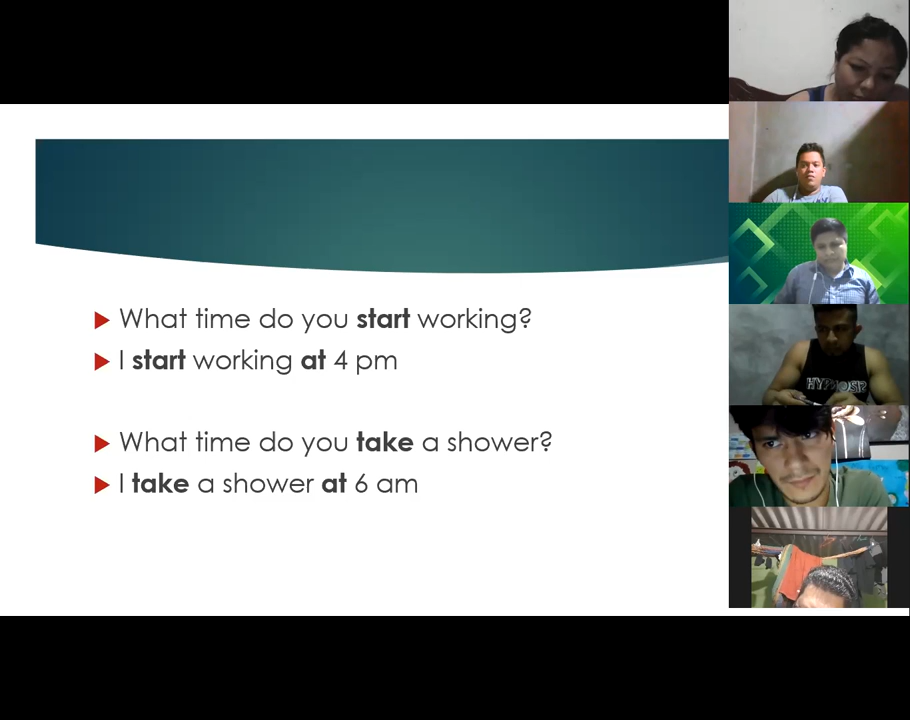 What time do you start working?
I start working at 4 pm
What time do you take a shower?
I take a shower at 6 am